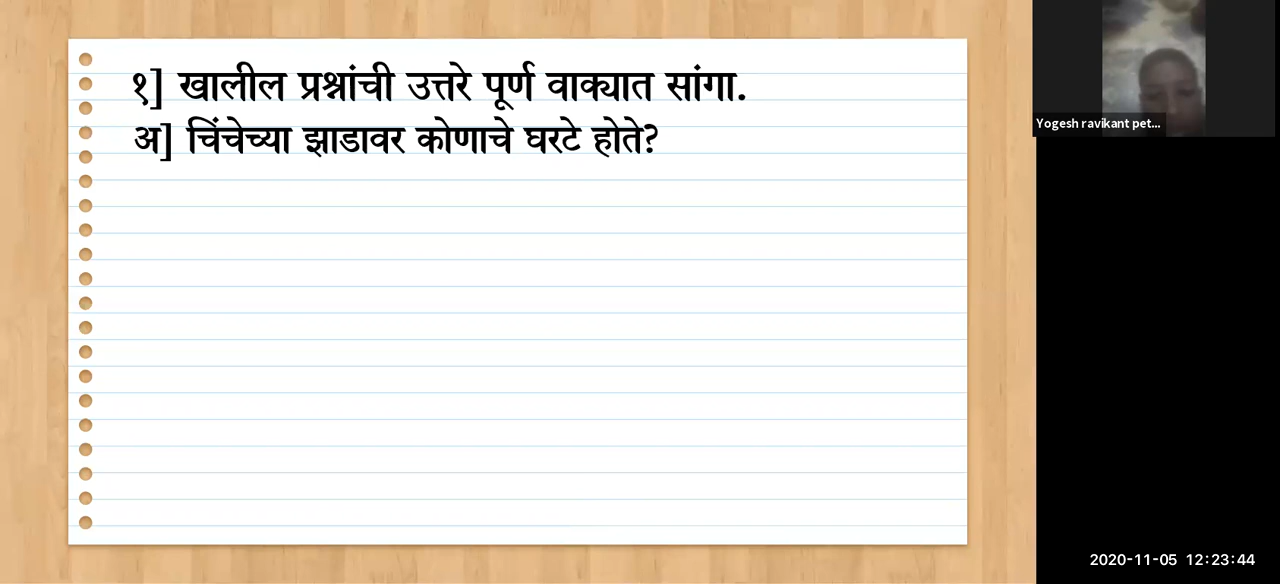 १] खालील प्रश्नांची उत्तरे पूर्ण वाक्यात सांगा.
अ] चिंचेच्या झाडावर कोणाचे घरटे होते?
Yogesh ravikant pet...
2020-11-05 12:23:44